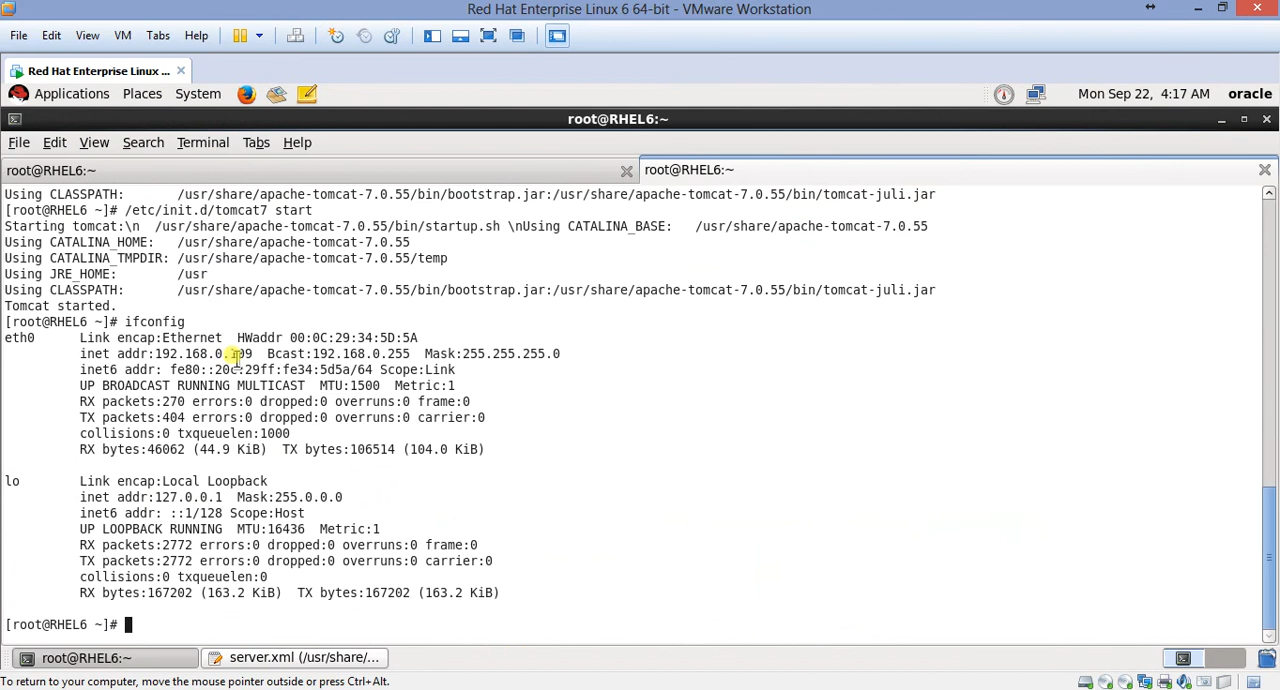 Red Hat Enterprise Linux 6 64-bit - VMware Workstation
File Edit View VM Tabs Help
Red Hat Enterprise Linux ...
Applications Places System Mon Sep 22, 4:17 AM oracle
root@RHEL6:~
File Edit View Search Terminal Tabs Help
root@RHEL6:~ root@RHEL6:~
Using CLASSPATH: /usr/share/apache-tomcat-7.0.55/bin/bootstrap.jar:/usr/share/apache-tomcat-7.0.55/bin/tomcat-juli.jar
[root@RHEL6 ~]# /etc/init.d/tomcat7 start
Starting tomcat:\n /usr/share/apache-tomcat-7.0.55/bin/startup.sh \nUsing CATALINA_BASE: /usr/share/apache-tomcat-7.0.55
Using CATALINA_HOME: /usr/share/apache-tomcat-7.0.55
Using CATALINA_TMPDIR: /usr/share/apache-tomcat-7.0.55/temp
Using JRE_HOME: /usr
Using CLASSPATH: /usr/share/apache-tomcat-7.0.55/bin/bootstrap.jar:/usr/share/apache-tomcat-7.0.55/bin/tomcat-juli.jar
Tomcat started.
[root@RHEL6 ~]# ifconfig
eth0 Link encap:Ethernet HWaddr 00:0C:29:34:5D:5A
inet Bcast:192.168.0.255 Mask:255.255.255.0
inet6 addr: fe80::20c:29ff:fe34:5d5a/64 Scope:Link
UP BROADCAST RUNNING MULTICAST MTU:1500 Metric:1
RX packets:270 errors:0 dropped:0 overruns:0 frame:0
TX packets:404 errors:0 dropped:0 overruns:0 carrier:0
collisions:0 txqueuelen:1000
RX bytes:46062 (44.9 KiB) TX bytes:106514 (104.0 KiB)
lo Link encap:Local Loopback
inet addr:127.0.0.1 Mask:255.0.0.0
inet6 addr: ::1/128 Scope:Host
UP LOOPBACK RUNNING MTU:16436 Metric:1
RX packets:2772 errors:0 dropped:0 overruns:0 frame:0
TX packets:2772 errors:0 dropped:0 overruns:0 carrier:0
collisions:0 txqueuelen:0
RX bytes:167202 (163.2 KiB) TX bytes:167202 (163.2 KiB)
[root@RHEL6 ~]#
root@RHEL6:~ server.xml (/usr/share/...
To return to your computer, move the mouse pointer outside or press Ctrl+Alt.